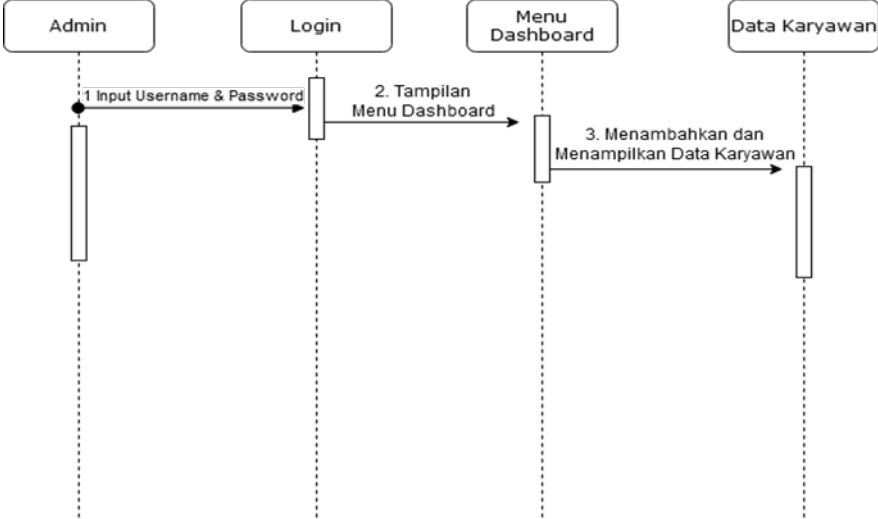 Admin
Login
Menu
Dashboard
Data Karyawan
1 Input Username & Password
2. Tampilan
Menu Dashboard
3. Menambahkan dan
Menampilkan Data Karyawan